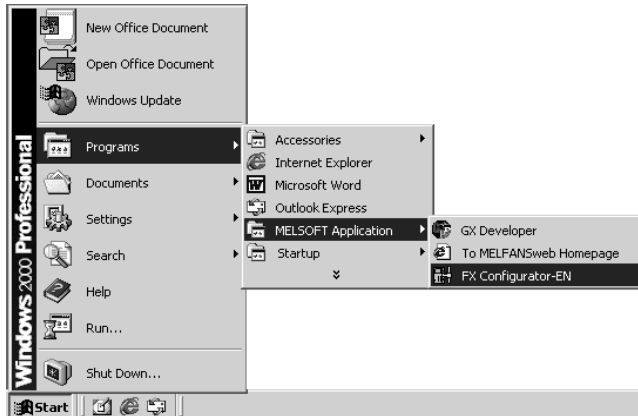 New Office Document
Open Office Document
Windows Update
Programs
Documents
Settings
Search
Help
Run...
Shut Down...
Windows 2000 Professional
Accessories
Internet Explorer
Microsoft Word
Outlook Express
MELSOFT Application
Startup
GX Developer
To MELFANSweb Homepage
FX Configurator-EN
Start